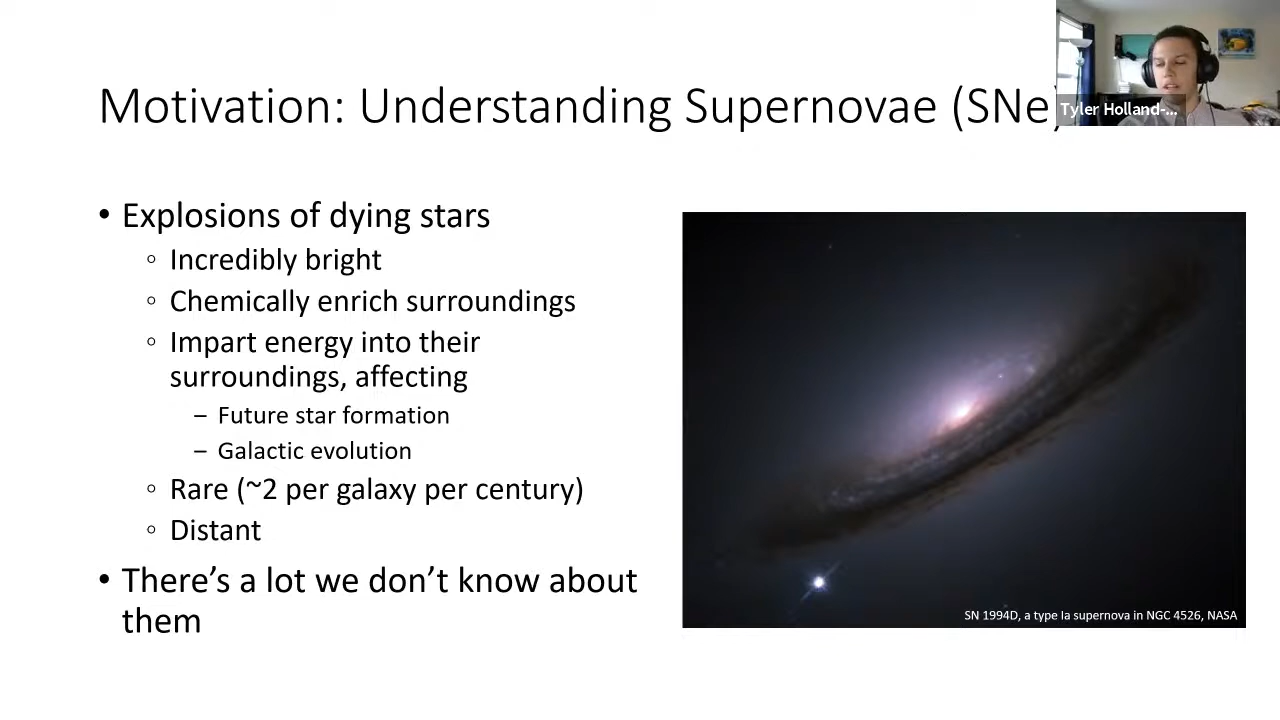 Motivation: Understanding Supernovae (SNe)
Tyler Holland-...
• Explosions of dying stars
◦ Incredibly bright
◦ Chemically enrich surroundings
◦ Impart energy into their
surroundings, affecting
– Future star formation
– Galactic evolution
◦ Rare (~2 per galaxy per century)
◦ Distant
• There’s a lot we don’t know about
them
SN 1994D, a type Ia supernova in NGC 4526, NASA